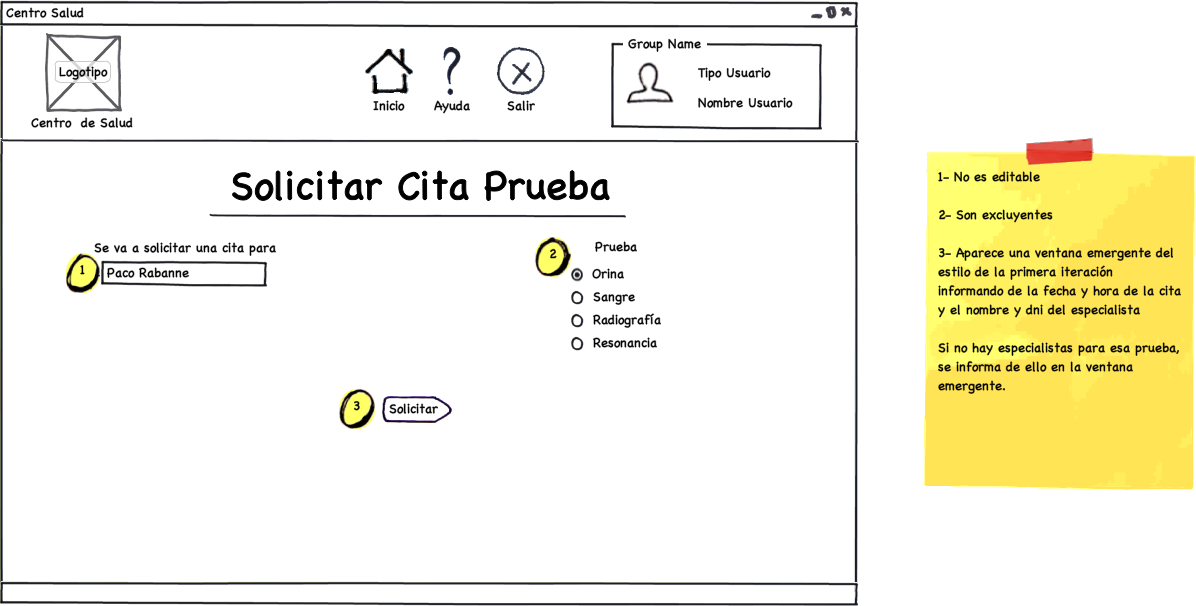 Centro Salud
Logotipo
Centro de Salud
Inicio
Ayuda
Salir
Group Name
Tipo Usuario
Nombre Usuario
Solicitar Cita Prueba
Se va a solicitar una cita para
1
Paco Rabanne
2
Prueba
Orina
Sangre
Radiografía
Resonancia
3
Solicitar
1- No es editable
2- Son excluyentes
3- Aparece una ventana emergente del
estilo de la primera iteración
informando de la fecha y hora de la cita
y el nombre y dni del especialista
Si no hay especialistas para esa prueba,
se informa de ello en la ventana
emergente.